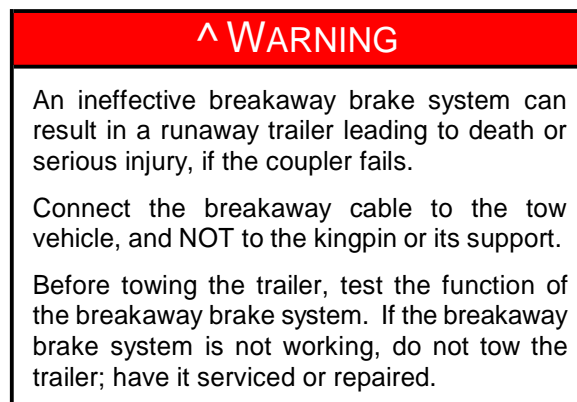 ^ WARNING
An ineffective breakaway brake system can
result in a runaway trailer leading to death or
serious injury, if the coupler fails.
Connect the breakaway cable to the tow
vehicle, and NOT to the kingpin or its support.
Before towing the trailer, test the function of
the breakaway brake system. If the breakaway
brake system is not working, do not tow the
trailer; have it serviced or repaired.